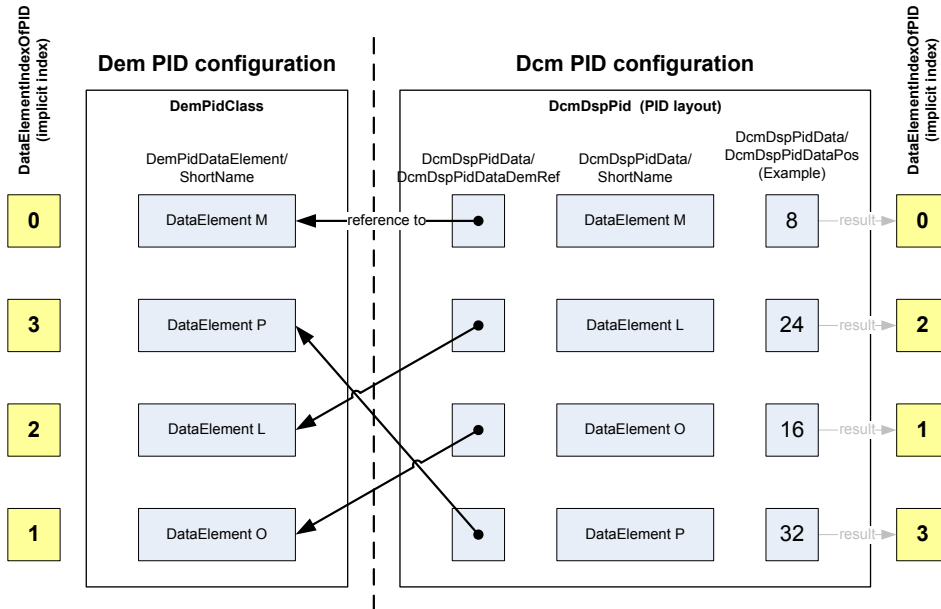 DataElementIndexOfPID
(implicit index)
Dem PID configuration
Dcm PID configuration
DataElementIndexOfPID
(implicit index)
DemPidClass
DcmDspPid (PID layout)
DemPidDataElement/
ShortName
DcmDspPidData/
DcmDspPidDataDemRef
DcmDspPidData/
ShortName
DcmDspPidData/
DcmDspPidDataPos
(Example)
0
DataElement M
reference to
DataElement M
8
result
0
3
DataElement P
DataElement L
24
result
2
2
DataElement L
DataElement O
16
result
1
1
DataElement O
DataElement P
32
result
3